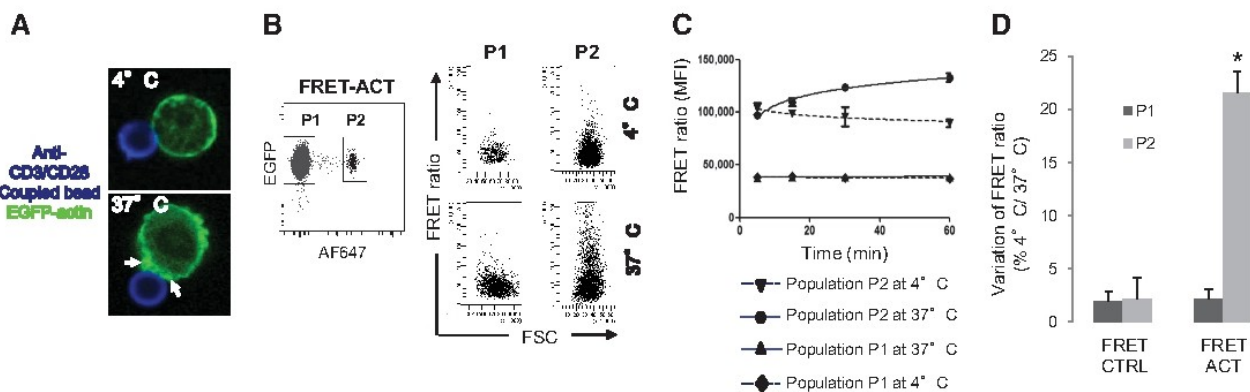 A
4° C
Anti-
CD3/CD28
Coupled bead
EGFP-actin
37° C
B
FRET-ACT
P1
P2
EGFP
AF647
P1
P2
FRET ratio
4° C
37° C
FSC
C
FRET ratio (MFI)
150,000
100,000
50,000
0
0
20
40
60
Time (min)
Population P2 at 4° C
Population P2 at 37° C
Population P1 at 37° C
Population P1 at 4° C
D
Variation of FRET ratio
(% 4° C/ 37° C)
25
20
15
10
5
0
P1
P2
*
FRET
CTRL
FRET
ACT